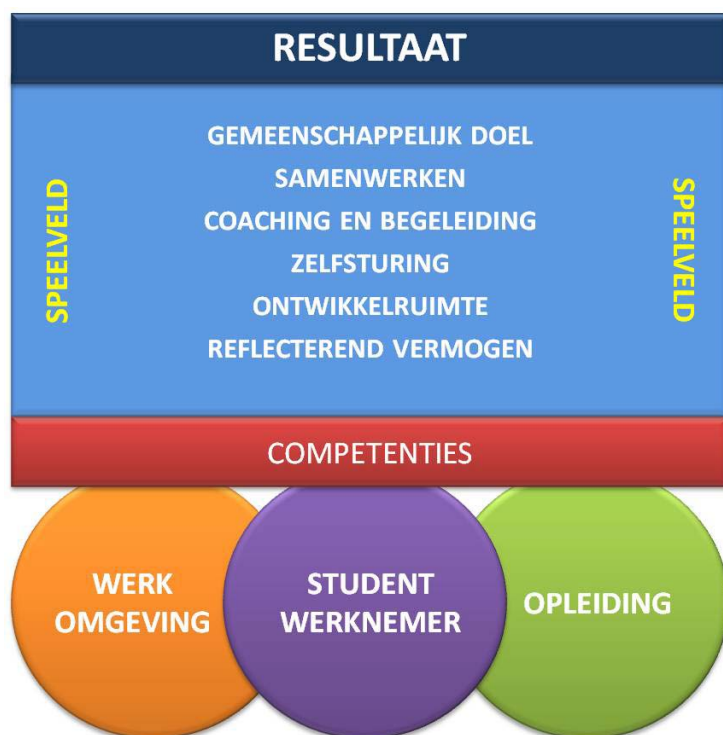 RESULTAAT
GEMEENSCHAPPELIJK DOEL
SAMENWERKEN
COACHING EN BEGELEIDING
ZELFSTURING
ONTWIKKELRUIMTE
REFLECTEREND VERMOGEN
SPEELVELD
SPEELVELD
COMPETENTIES
WERK
OMGEVING
STUDENT
WERKNEMER
OPLEIDING